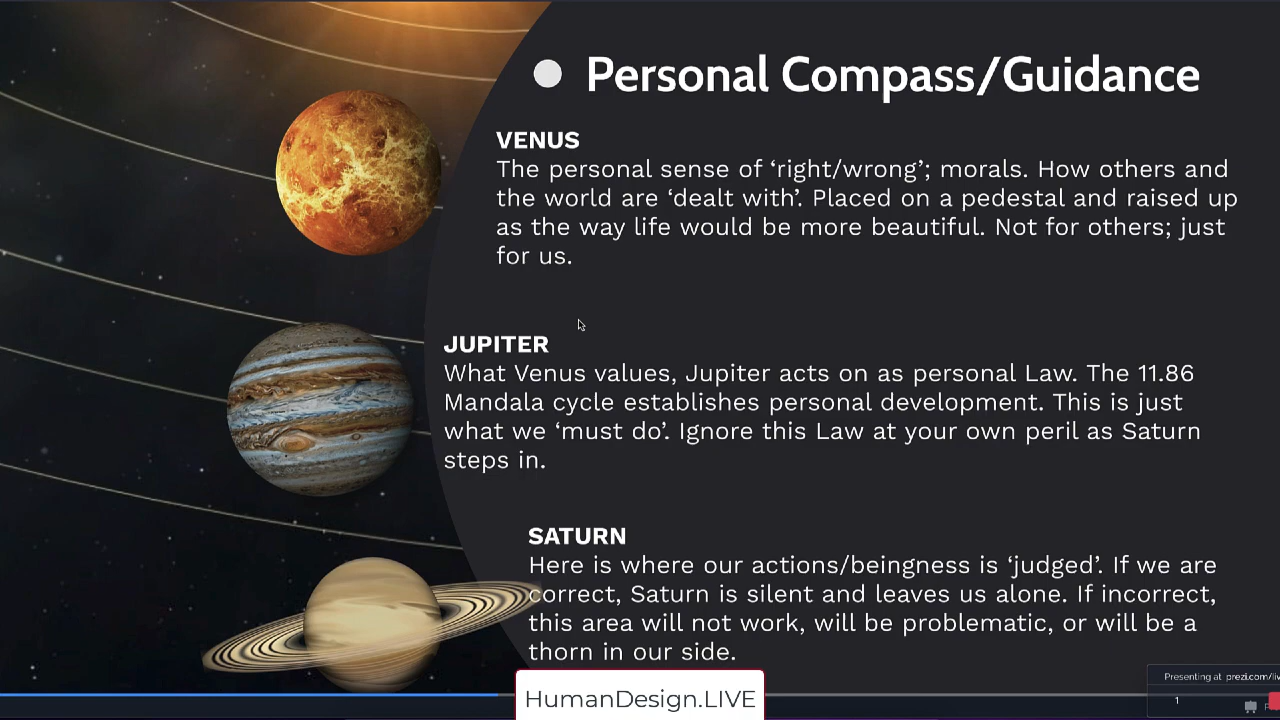 Personal Compass/Guidance
VENUS
The personal sense of ‘right/wrong’; morals. How others and
the world are ‘dealt with’. Placed on a pedestal and raised up
as the way life would be more beautiful. Not for others; just
for us.
JUPITER
What Venus values, Jupiter acts on as personal Law. The 11.86
Mandala cycle establishes personal development. This is just
what we ‘must do’. Ignore this Law at your own peril as Saturn
steps in.
SATURN
Here is where our actions/beingness is ‘judged’. If we are
correct, Saturn is silent and leaves us alone. If incorrect,
this area will not work, will be problematic, or will be a
thorn in our side.
HumanDesign.LIVE
Presenting at prezi.com/liv
1